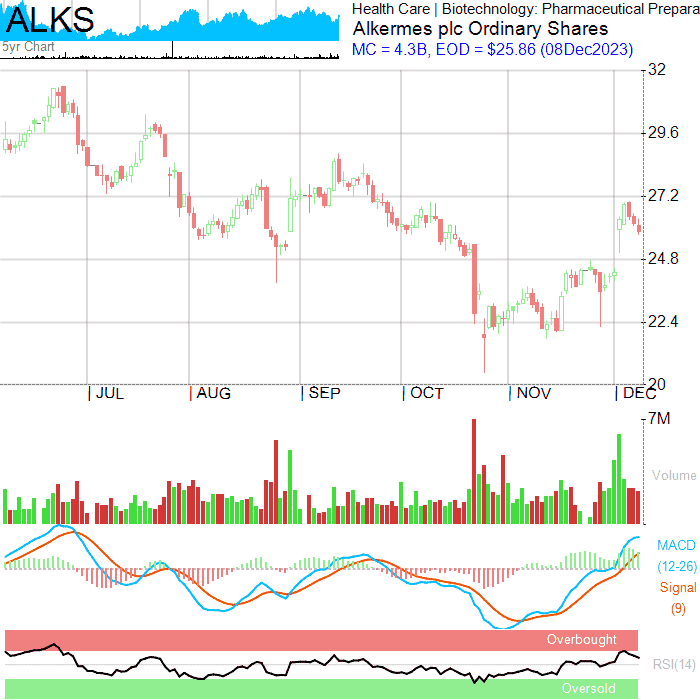 ALKS
5yr Chart
Health Care | Biotechnology: Pharmaceutical Prepara
Alkermes plc Ordinary Shares
MC = 4.3B, EOD = $25.86 (08Dec2023)
32
29.6
27.2
24.8
22.4
20
JUL AUG SEP OCT NOV DEC
7M
Volume
MACD
(12-26)
Signal
(9)
Overbought
RSI(14)
Oversold